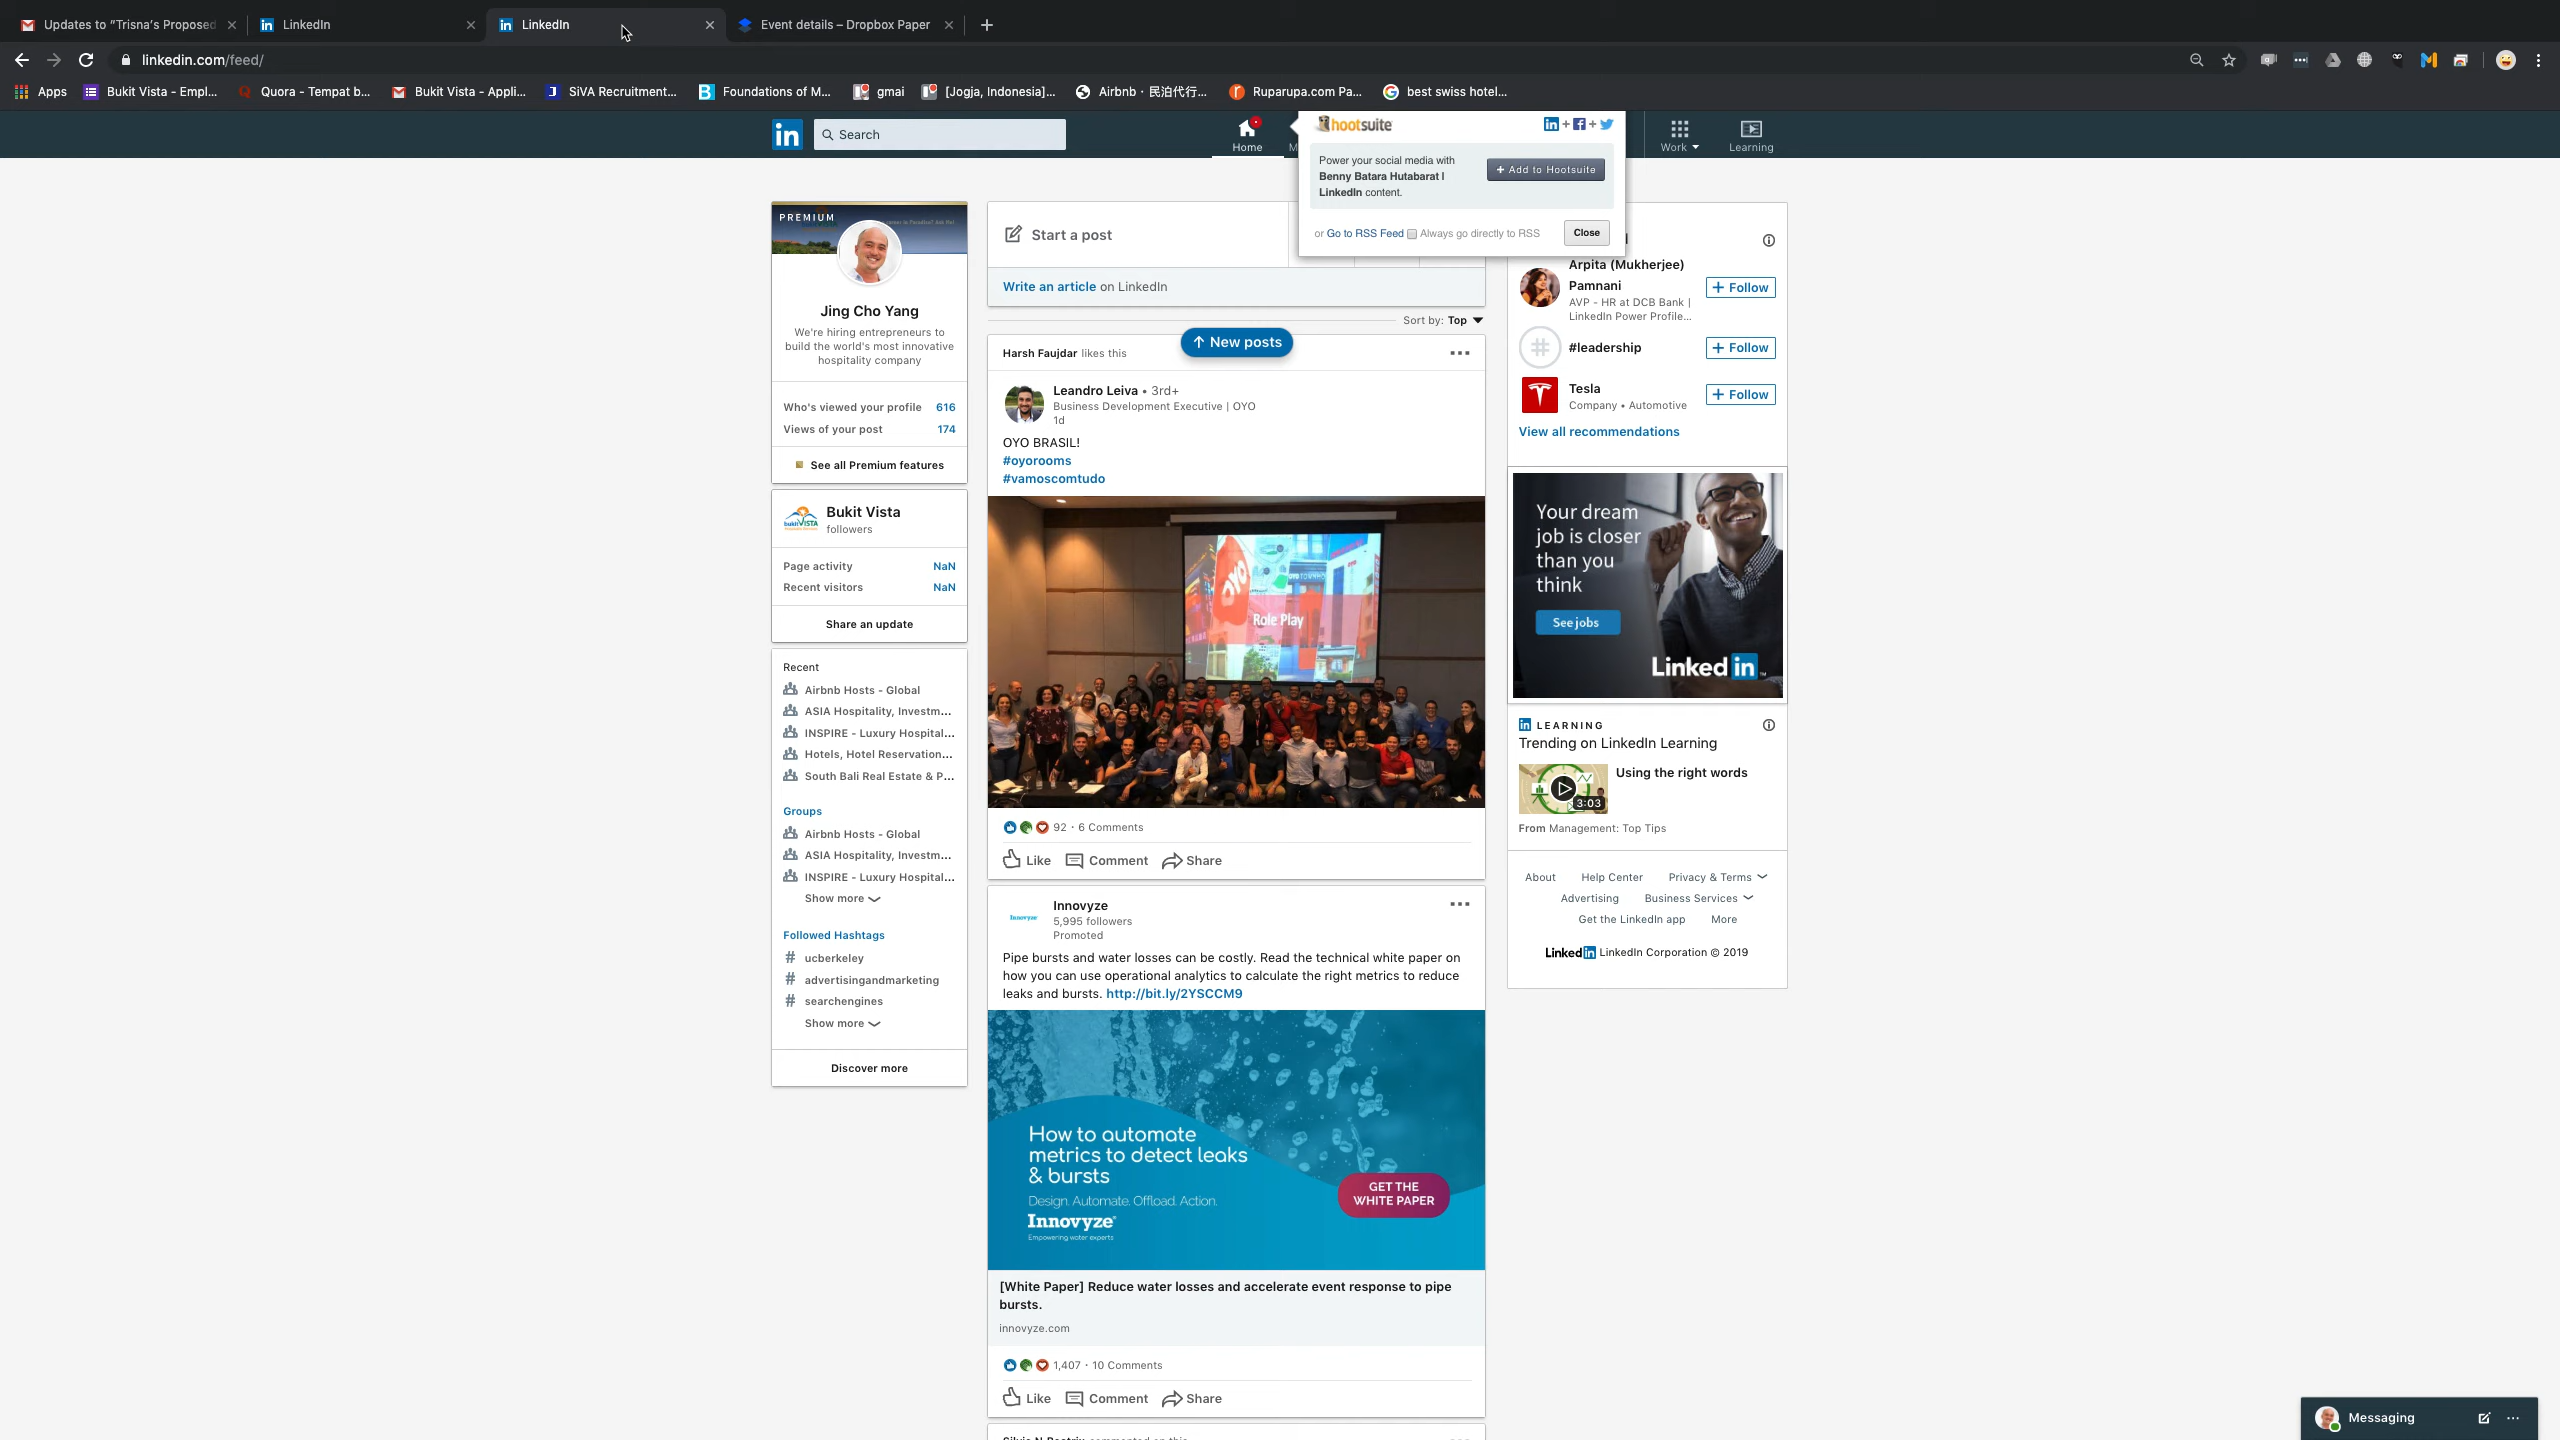 Updates to "Trisna's Proposed
LinkedIn
LinkedIn
Event details – Dropbox Paper
linkedin.com/feed/
Apps
Bukit Vista - Empl...
Quora - Tempat b...
Bukit Vista - Appli...
SiVA Recruitment...
Foundations of M...
gmai
[Jogja, Indonesia]...
Airbnb · 民泊代行...
Ruparupa.com Pa...
best swiss hotel...
in
Search
Home
M
Work
Learning
hootsuite
Power your social media with
Benny Batara Hutabarat |
LinkedIn content.
+ Add to Hootsuite
or Go to RSS Feed Always go directly to RSS
Close
PREMIUM
Jing Cho Yang
We're hiring entrepreneurs to
build the world's most innovative
hospitality company
Who's viewed your profile 616
Views of your post 174
See all Premium features
Bukit Vista
followers
Page activity NaN
Recent visitors NaN
Share an update
Recent
Airbnb Hosts - Global
ASIA Hospitality, Investm...
INSPIRE - Luxury Hospital...
Hotels, Hotel Reservation...
South Bali Real Estate & P...
Groups
Airbnb Hosts - Global
ASIA Hospitality, Investm...
INSPIRE - Luxury Hospital...
Show more
Followed Hashtags
# ucberkeley
# advertisingandmarketing
# searchengines
Show more
Discover more
Start a post
Write an article on LinkedIn
Sort by: Top
↑ New posts
Harsh Faujdar likes this
Leandro Leiva • 3rd+
Business Development Executive | OYO
1d
OYO BRASIL!
#oyorooms
#vamoscomtudo
OYO
Role Play
92 · 6 Comments
Like Comment Share
Innovyze
5,995 followers
Promoted
Pipe bursts and water losses can be costly. Read the technical white paper on
how you can use operational analytics to calculate the right metrics to reduce
leaks and bursts. http://bit.ly/2YSCCM9
How to automate
metrics to detect leaks
& bursts
Design. Automate. Offload. Action.
Innovyze
Empowering water experts
GET THE
WHITE PAPER
[White Paper] Reduce water losses and accelerate event response to pipe
bursts.
innovyze.com
1,407 · 10 Comments
Like Comment Share
Arpita (Mukherjee)
Pamnani
AVP - HR at DCB Bank |
LinkedIn Power Profile...
+ Follow
#leadership
+ Follow
Tesla
Company • Automotive
+ Follow
View all recommendations
Your dream
job is closer
than you
think
See jobs
Linked in
in LEARNING
Trending on LinkedIn Learning
3:03
Using the right words
From Management: Top Tips
About Help Center Privacy & Terms
Advertising Business Services
Get the LinkedIn app More
Linked in LinkedIn Corporation © 2019
Messaging